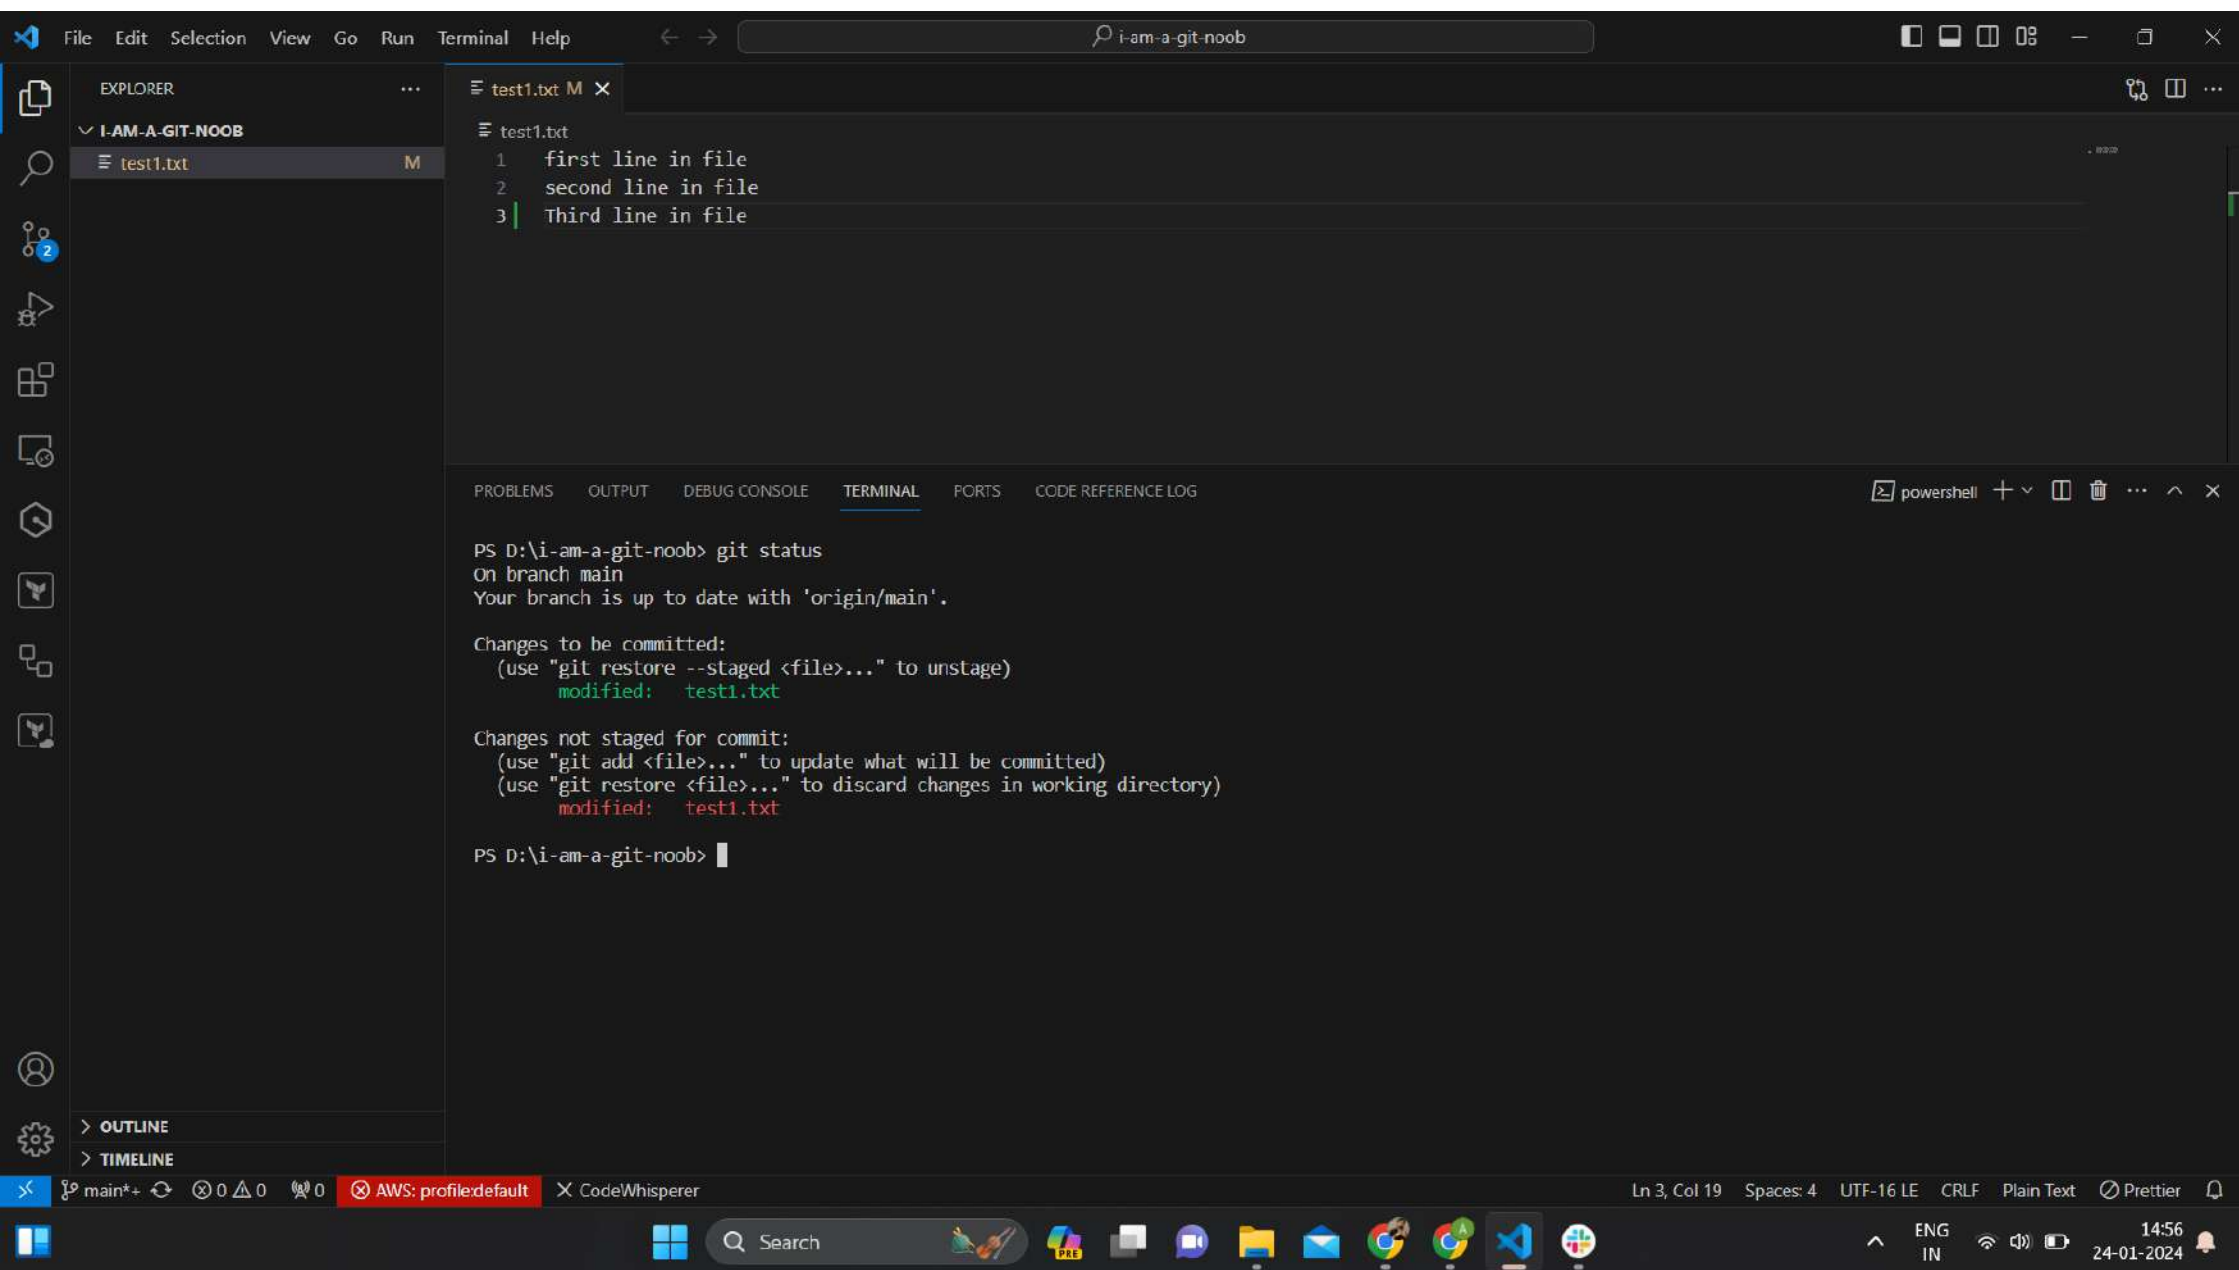 File Edit Selection View Go Run Terminal Help
i-am-a-git-noob
EXPLORER
test1.txt M
I-AM-A-GIT-NOOB
test1.txt
test1.txt M
1 first line in file
2 second line in file
3 Third line in file
2
PROBLEMS OUTPUT DEBUG CONSOLE TERMINAL PORTS CODE REFERENCE LOG
powershell
PS D:\i-am-a-git-noob> git status
On branch main
Your branch is up to date with 'origin/main'.
Changes to be committed:
(use "git restore --staged <file>..." to unstage)
modified: test1.txt
Changes not staged for commit:
(use "git add <file>..." to update what will be committed)
(use "git restore <file>..." to discard changes in working directory)
modified: test1.txt
PS D:\i-am-a-git-noob>
OUTLINE
TIMELINE
main*+ 0 0 0 AWS: profile:default CodeWhisperer Ln 3, Col 19 Spaces: 4 UTF-16 LE CRLF Plain Text Prettier
Search
PRE
A
ENG
IN
14:56
24-01-2024